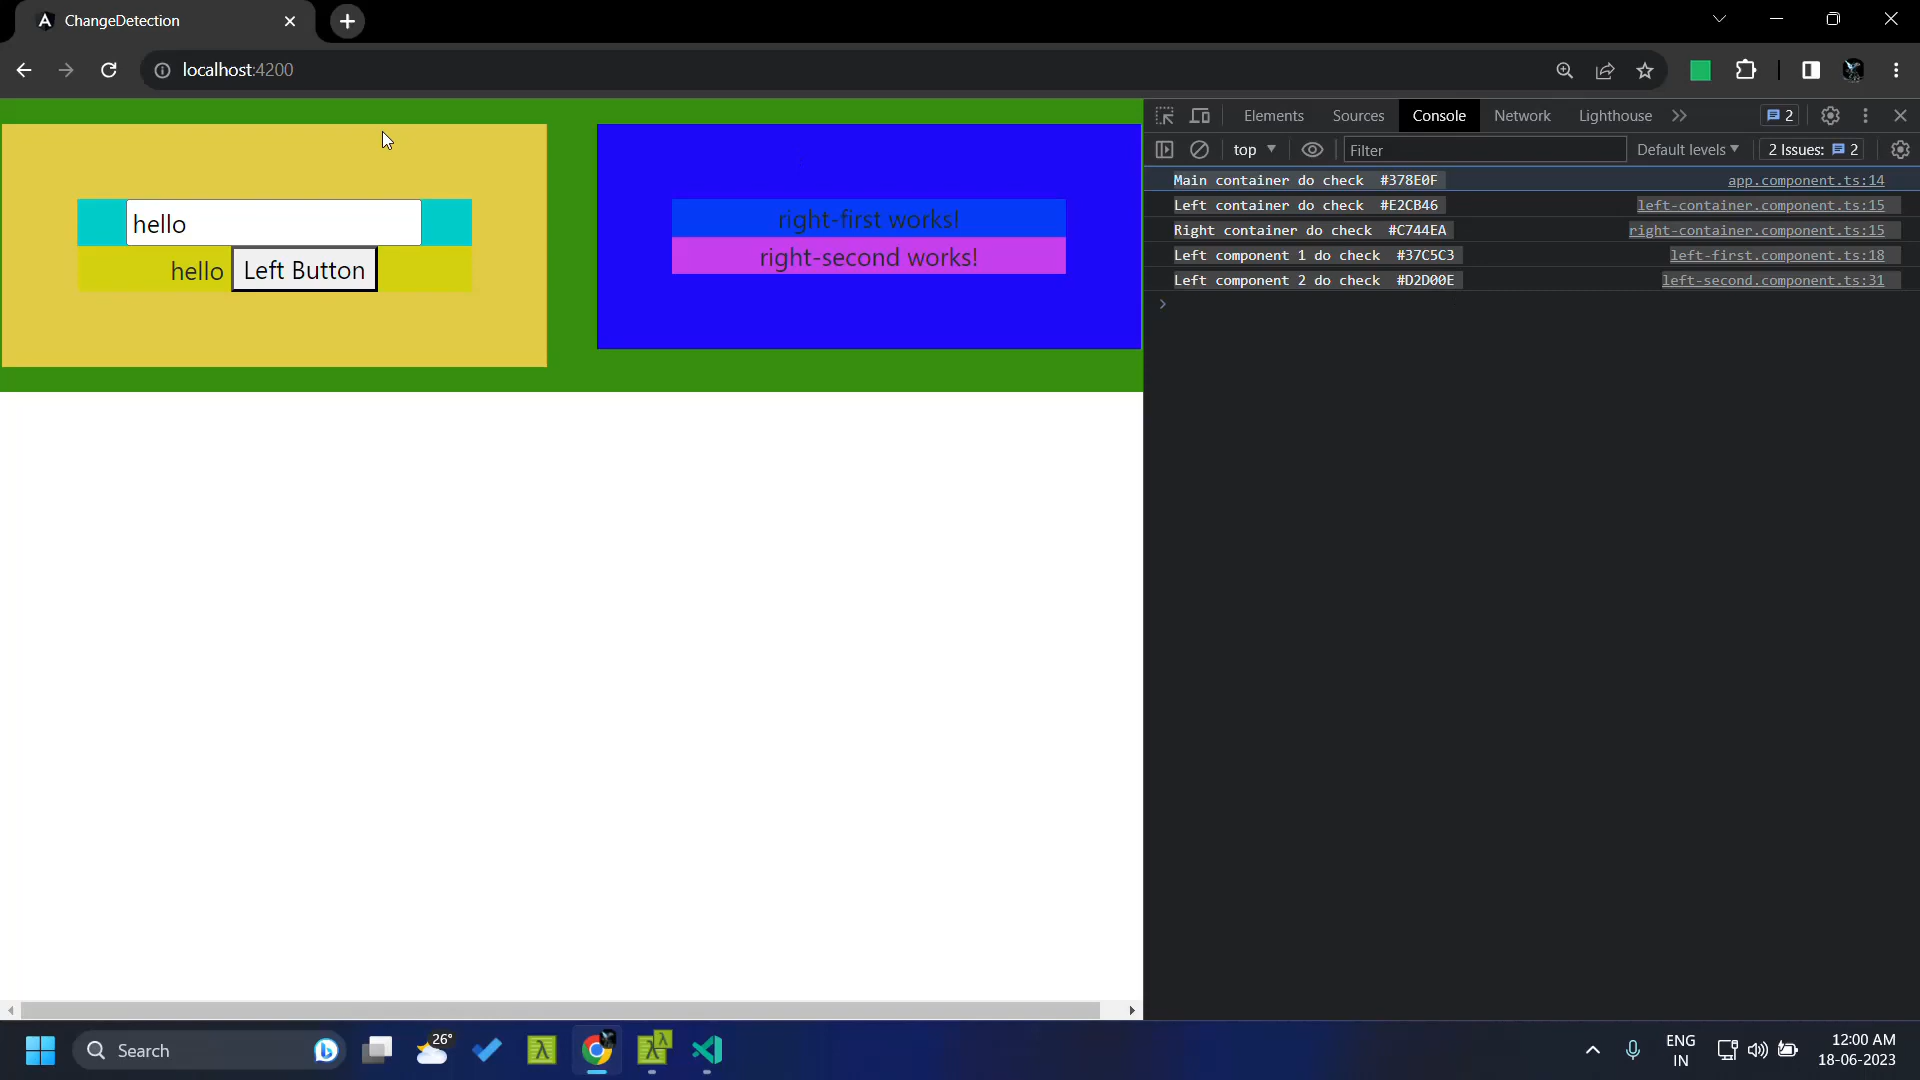 ChangeDetection
localhost:4200
hello
hello Left Button
right-first works!
right-second works!
Elements Sources Console Network Lighthouse 2
top Filter Default levels 2 Issues: 2
Main container do check #378E0F app.component.ts:14
Left container do check #E2CB46 left-container.component.ts:15
Right container do check #C744EA right-container.component.ts:15
Left component 1 do check #37C5C3 left-first.component.ts:18
Left component 2 do check #D2D00E left-second.component.ts:31
Search
26°
ENG
IN
12:00 AM
18-06-2023